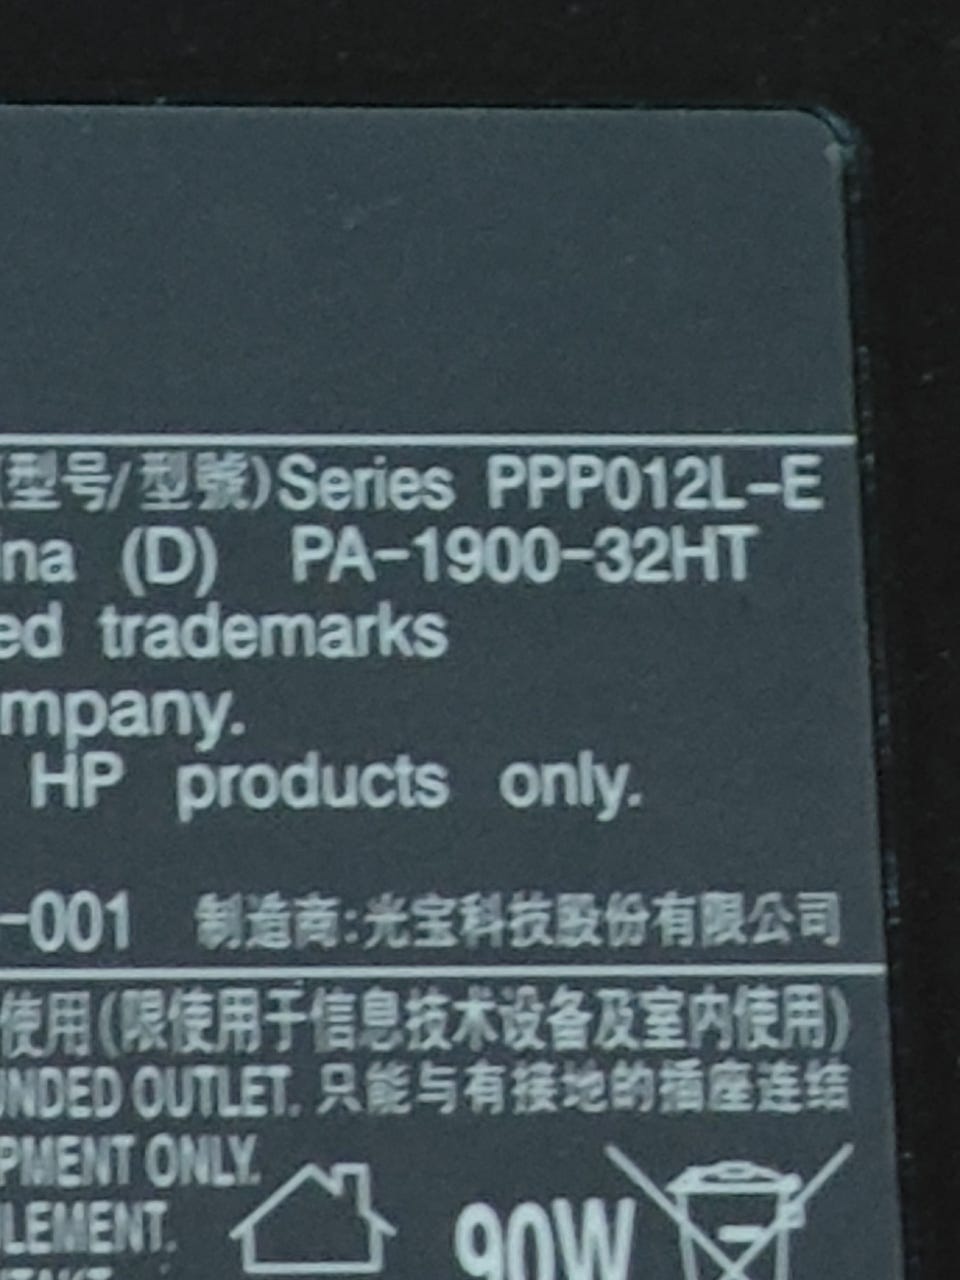 (型号/型號)Series PPP012L-E
ina (D) PA-1900-32HT
ed trademarks
mpany.
HP products only.
-001 制造商:光宝科技股份有限公司
使用(限使用于信息技术设备及室内使用)
UNDED OUTLET. 只能与有接地的插座连结
PMENT ONLY.
LEMENT.
90W